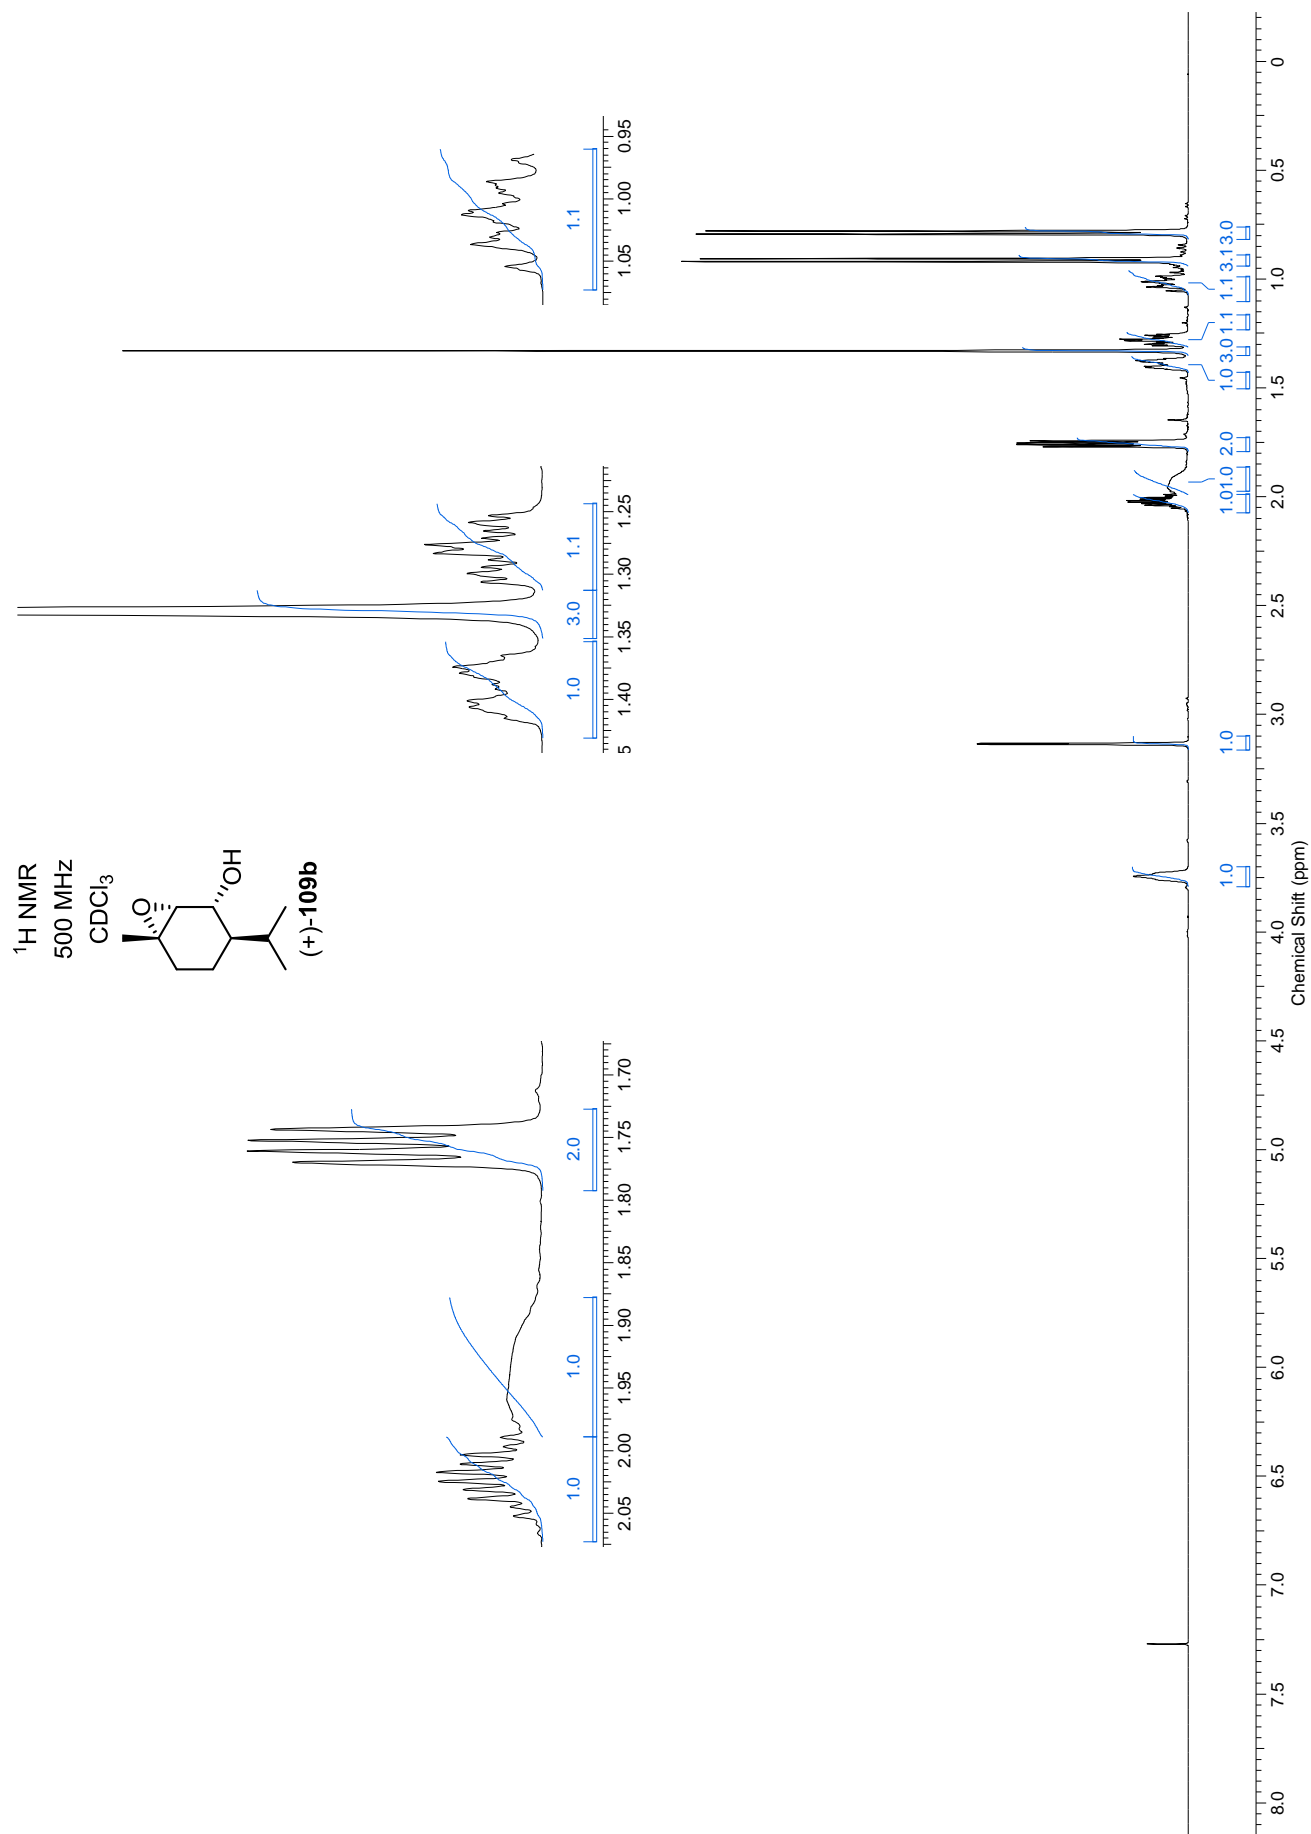 ¹H NMR
500 MHz
CDCl₃
O
OH
(+)-109b
2.05 2.00 1.95 1.90 1.85 1.80 1.75 1.70
1.0 1.0 2.0
5 1.40 1.35 1.30 1.25
1.0 3.0 1.1
1.05 1.00 0.95
1.1
1.0 1.0 1.0 1.0 2.0 1.0 3.0 1.1 1.1 3.1 3.0
8.0 7.5 7.0 6.5 6.0 5.5 5.0 4.5 4.0 3.5 3.0 2.5 2.0 1.5 1.0 0.5 0
Chemical Shift (ppm)